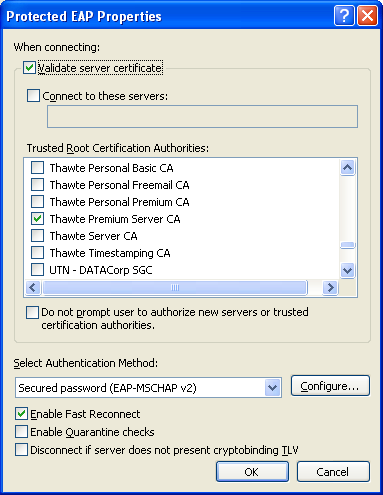 Protected EAP Properties
When connecting:
Validate server certificate
Connect to these servers:
Trusted Root Certification Authorities:
Thawte Personal Basic CA
Thawte Personal Freemail CA
Thawte Personal Premium CA
Thawte Premium Server CA
Thawte Server CA
Thawte Timestamping CA
UTN - DATACorp SGC
Do not prompt user to authorize new servers or trusted
certification authorities.
Select Authentication Method:
Secured password (EAP-MSCHAP v2)
Configure...
Enable Fast Reconnect
Enable Quarantine checks
Disconnect if server does not present cryptobinding TLV
OK
Cancel